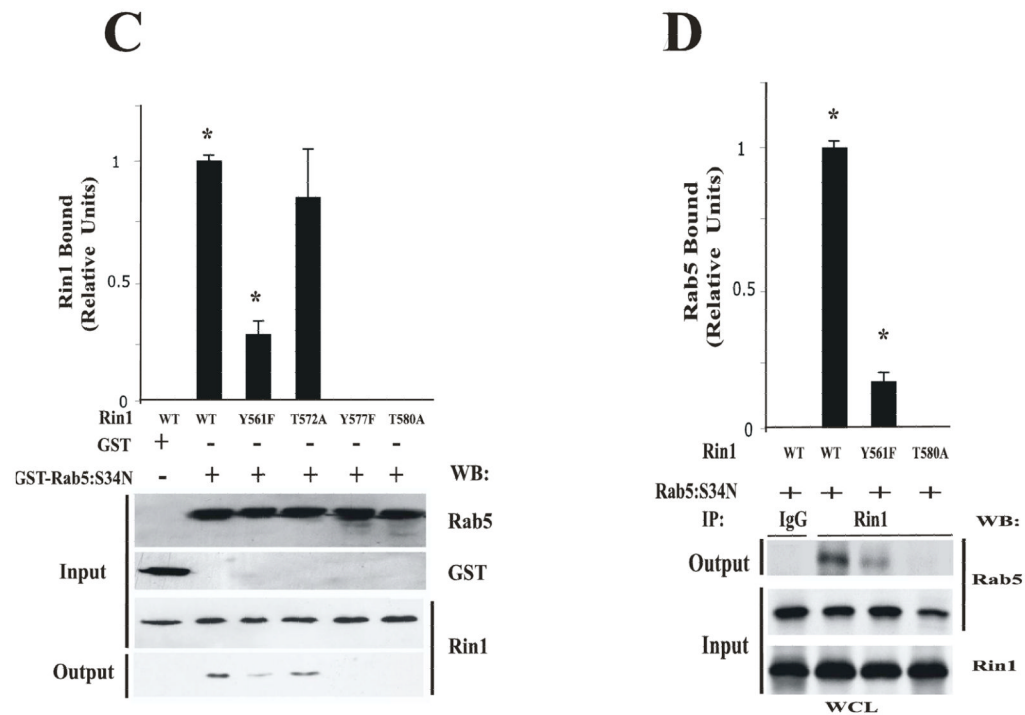 C
Rin1 Bound
(Relative Units)
*
*
1
0.5
0
Rin1 WT WT Y561F T572A Y577F T580A
GST + - - - - -
GST-Rab5:S34N - + + + + + WB:
Input
Rab5
GST
Rin1
Output
D
Rab5 Bound
(Relative Units)
*
*
1
0.5
0
Rin1 WT WT Y561F T580A
Rab5:S34N + + + +
IP: IgG Rin1 WB:
Output
Rab5
Input
Rin1
WCL